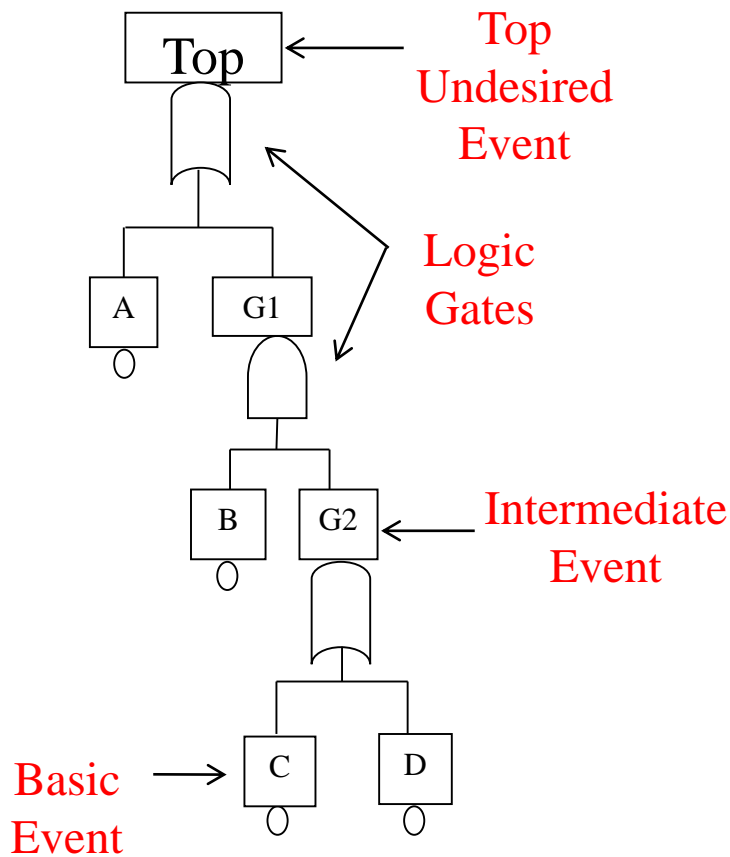 Top
Top
Undesired
Event
Logic
Gates
A
G1
B
G2
Intermediate
Event
C
D
Basic
Event